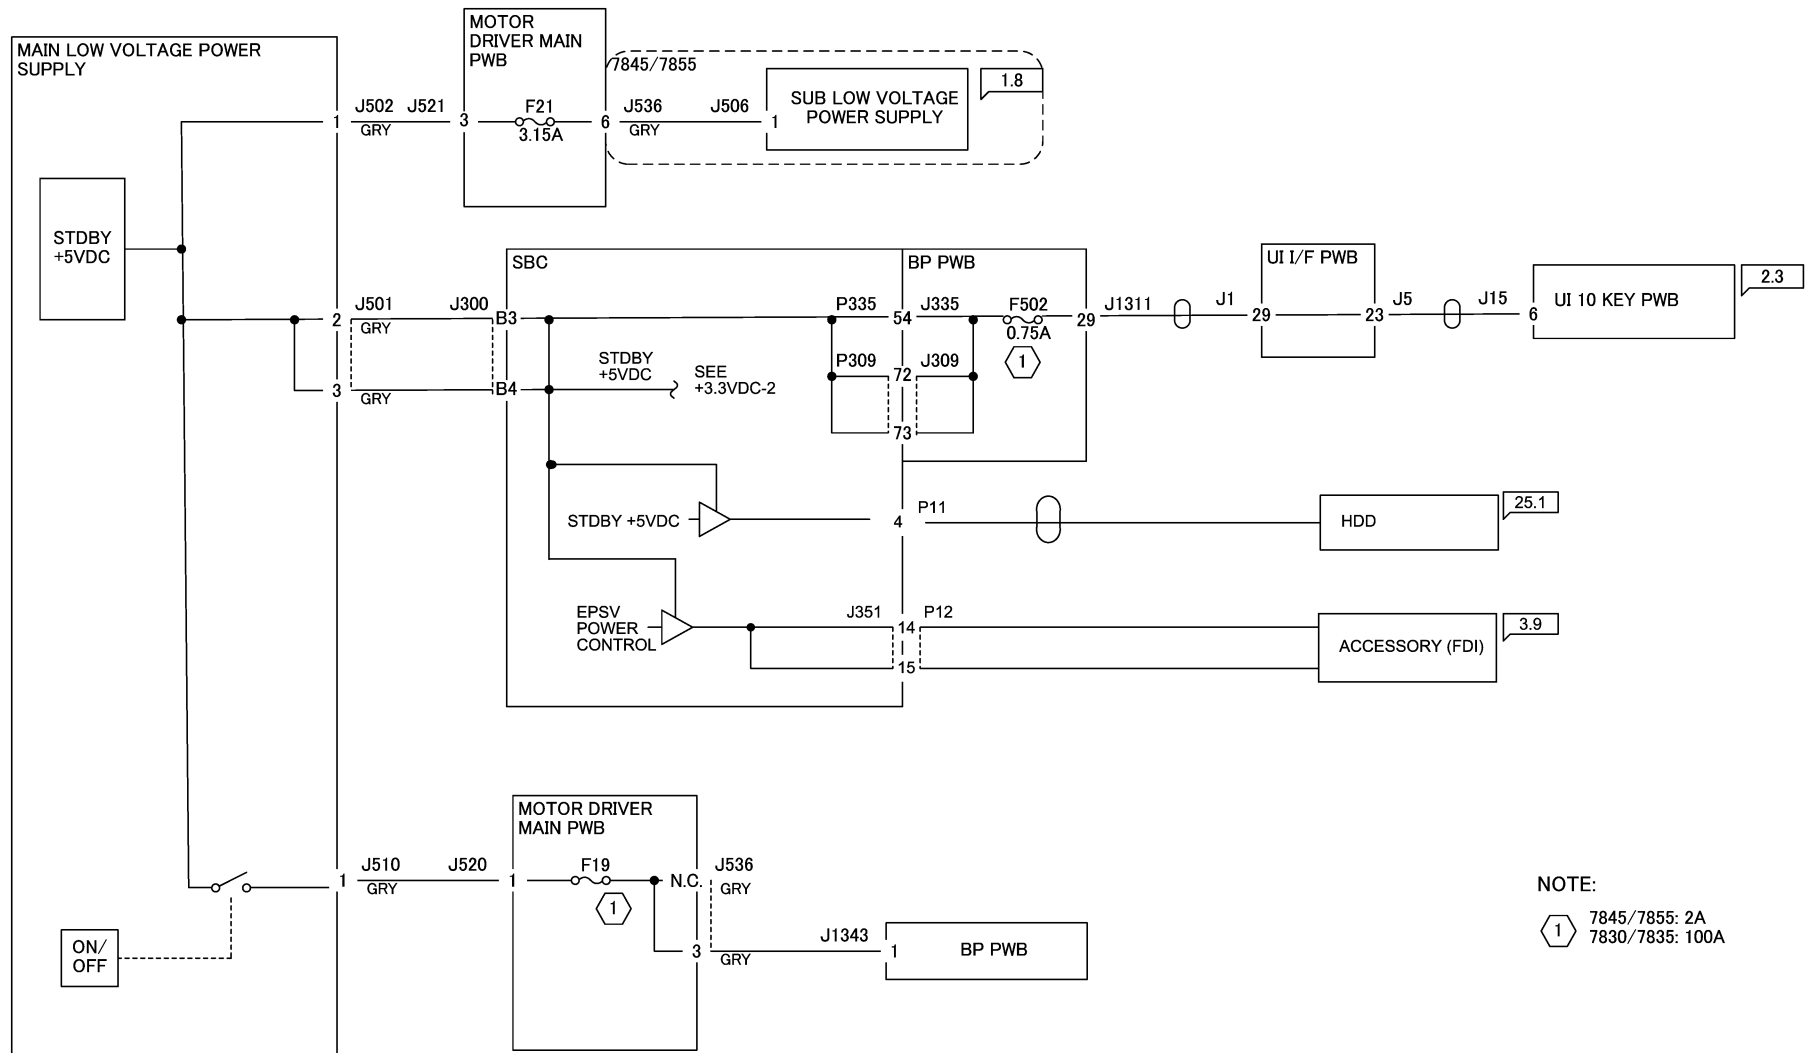 MAIN LOW VOLTAGE POWER
SUPPLY
STDBY
+5VDC
1
J502
GRY
J521
3
MOTOR
DRIVER MAIN
PWB
F21
3.15A
6
7845/7855
J536
GRY
J506
1
SUB LOW VOLTAGE
POWER SUPPLY
1.8
2
J501
GRY
J300
B3
3
GRY
B4
SBC
STDBY
+5VDC
SEE
+3.3VDC-2
P335
54
J335
P309
72
J309
73
BP PWB
F502
0.75A
1
29
J1311
J1
29
UI I/F PWB
23
J5
J15
6
UI 10 KEY PWB
2.3
STDBY +5VDC
4
P11
HDD
25.1
EPSV
POWER
CONTROL
J351
14
P12
15
ACCESSORY (FDI)
3.9
ON/
OFF
1
J510
GRY
J520
1
MOTOR DRIVER
MAIN PWB
F19
1
N.C.
J536
GRY
3
GRY
J1343
1
BP PWB
NOTE:
1
7845/7855: 2A
7830/7835: 100A